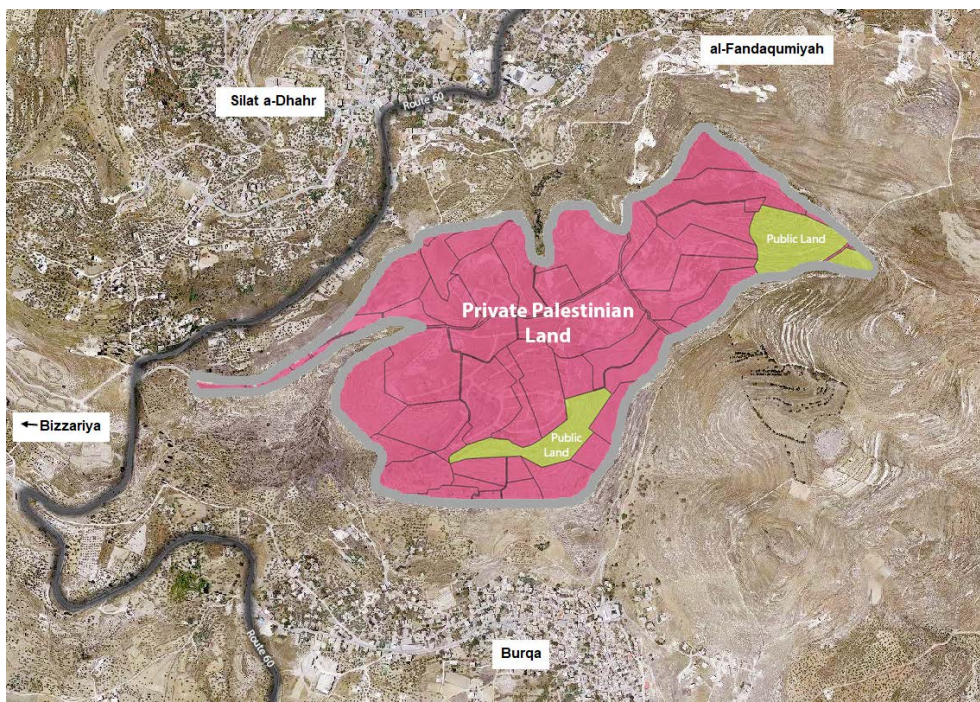 al-Fandaqumiyah
Silat a-Dhahr
Route 60
Public Land
Private Palestinian
Land
←Bizzariya
Public
Land
Route 60
Burqa